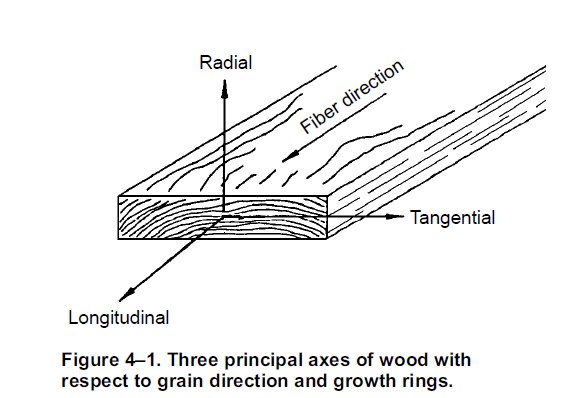 Radial
Fiber direction
Tangential
Longitudinal
Figure 4–1. Three principal axes of wood with
respect to grain direction and growth rings.